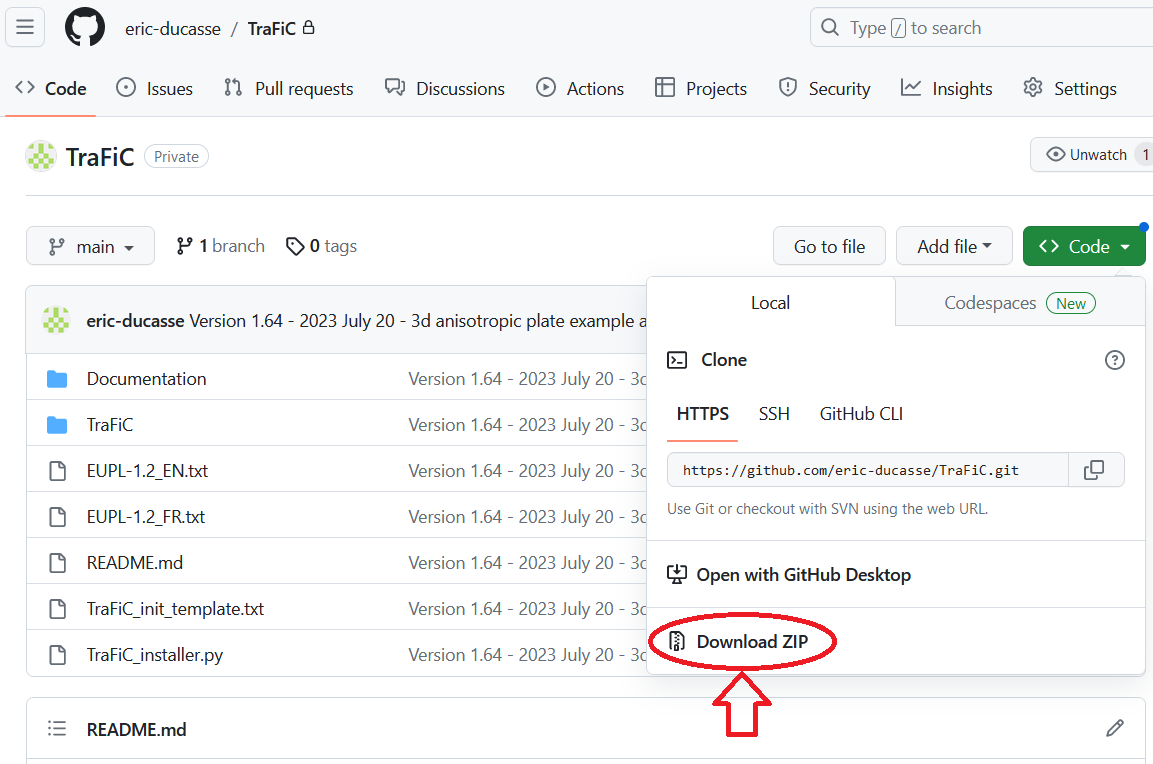 eric-ducasse / TraFiC
Type / to search
Code Issues Pull requests Discussions Actions Projects Security Insights Settings
TraFiC Private
Unwatch 1
main 1 branch 0 tags Go to file Add file Code
Local Codespaces New
eric-ducasse Version 1.64 - 2023 July 20 - 3d anisotropic plate example a
Clone
Documentation Version 1.64 - 2023 July 20 - 3d
HTTPS SSH GitHub CLI
TraFiC Version 1.64 - 2023 July 20 - 3d
https://github.com/eric-ducasse/TraFiC.git
EUPL-1.2_EN.txt Version 1.64 - 2023 July 20 - 3d
Use Git or checkout with SVN using the web URL.
EUPL-1.2_FR.txt Version 1.64 - 2023 July 20 - 3d
README.md Version 1.64 - 2023 July 20 - 3d
Open with GitHub Desktop
TraFiC_init_template.txt Version 1.64 - 2023 July 20 - 3d
Download ZIP
TraFiC_installer.py Version 1.64 - 2023 July 20 - 3d
README.md